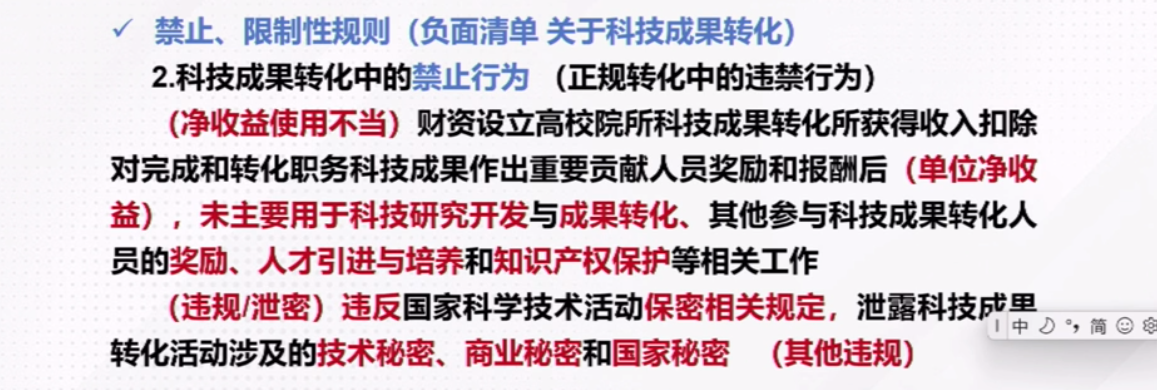 ✓ 禁止、限制性规则（负面清单 关于科技成果转化）
2.科技成果转化中的禁止行为 （正规转化中的违禁行为）
（净收益使用不当）财资设立高校院所科技成果转化所获得收入扣除
对完成和转化职务科技成果作出重要贡献人员奖励和报酬后（单位净收
益），未主要用于科技研究开发与成果转化、其他参与科技成果转化人
员的奖励、人才引进与培养和知识产权保护等相关工作
（违规/泄密）违反国家科学技术活动保密相关规定，泄露科技成果
中 简
转化活动涉及的技术秘密、商业秘密和国家秘密 （其他违规）